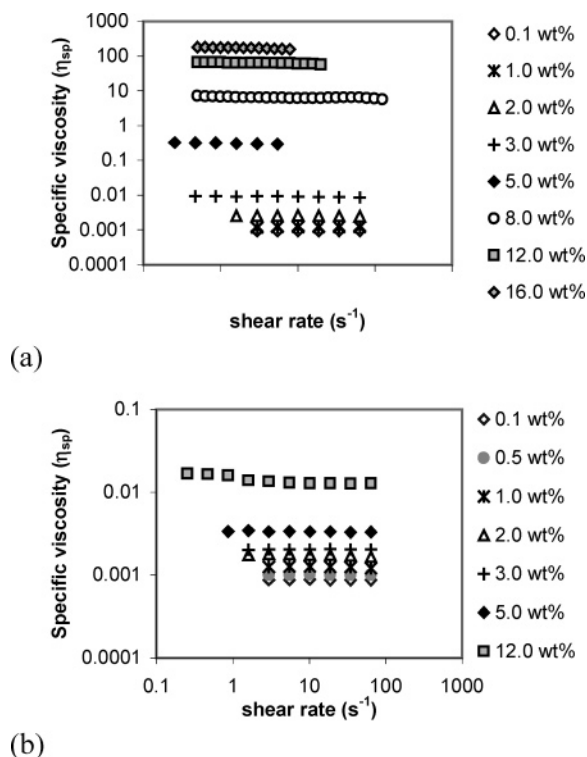 Specific viscosity (ηsp)
1000
100
10
1
0.1
0.01
0.001
0.0001
shear rate (s⁻¹)
0.1 wt%
1.0 wt%
2.0 wt%
3.0 wt%
5.0 wt%
8.0 wt%
12.0 wt%
16.0 wt%
(a)
Specific viscosity (ηsp)
0.1
0.01
0.001
0.0001
0.1 1 10 100 1000
shear rate (s⁻¹)
0.1 wt%
0.5 wt%
1.0 wt%
2.0 wt%
3.0 wt%
5.0 wt%
12.0 wt%
(b)